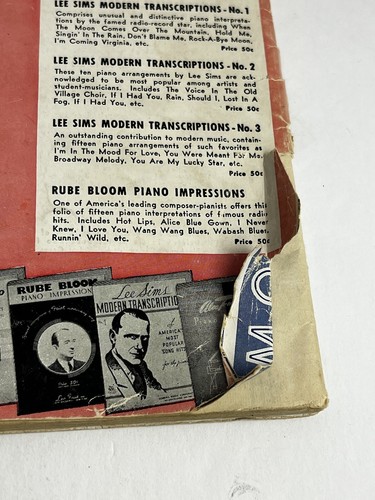 LEE SIMS MODERN TRANSCRIPTIONS - No. 1
Comprises unusual and distinctive piano interpreta-
tions by the famed radio-record star, including When
The Moon Comes Over The Mountain, Hold Me,
Singin' In The Rain, Don't Blame Me, Rock-A-Bye Moon,
I'm Coming Virginia, etc.
Price 50c
LEE SIMS MODERN TRANSCRIPTIONS - No. 2
These ten piano arrangements by Lee Sims are ack-
nowledged to be most popular among artists and
student-musicians. Includes The Voice In The Old
Village Choir, If I Had You, Rain, Should I, Lost In A
Fog, If I Had You, etc.
Price 50c
LEE SIMS MODERN TRANSCRIPTIONS - No. 3
An outstanding contribution to modern music, contain-
ing fifteen piano arrangements of such favorites as
I'm In The Mood For Love, You Were Meant For Me,
Broadway Melody, You Are My Lucky Star, etc.
Price 50c
RUBE BLOOM PIANO IMPRESSIONS
One of America's leading composer-pianists offers this
folio of fifteen piano interpretations of famous radio
hits. Includes Hot Lips, Alice Blue Gown, I Never
Knew, I Love You, Wang Wang Blues, Wabash Blues,
Runnin' Wild, etc.
Price 50c
RUBE BLOOM
PIANO IMPRESSION
Lee Sims
MODERN TRANSCRIPTIO
of
AMERICA'S
MOST
POPULAR
SONG HITS